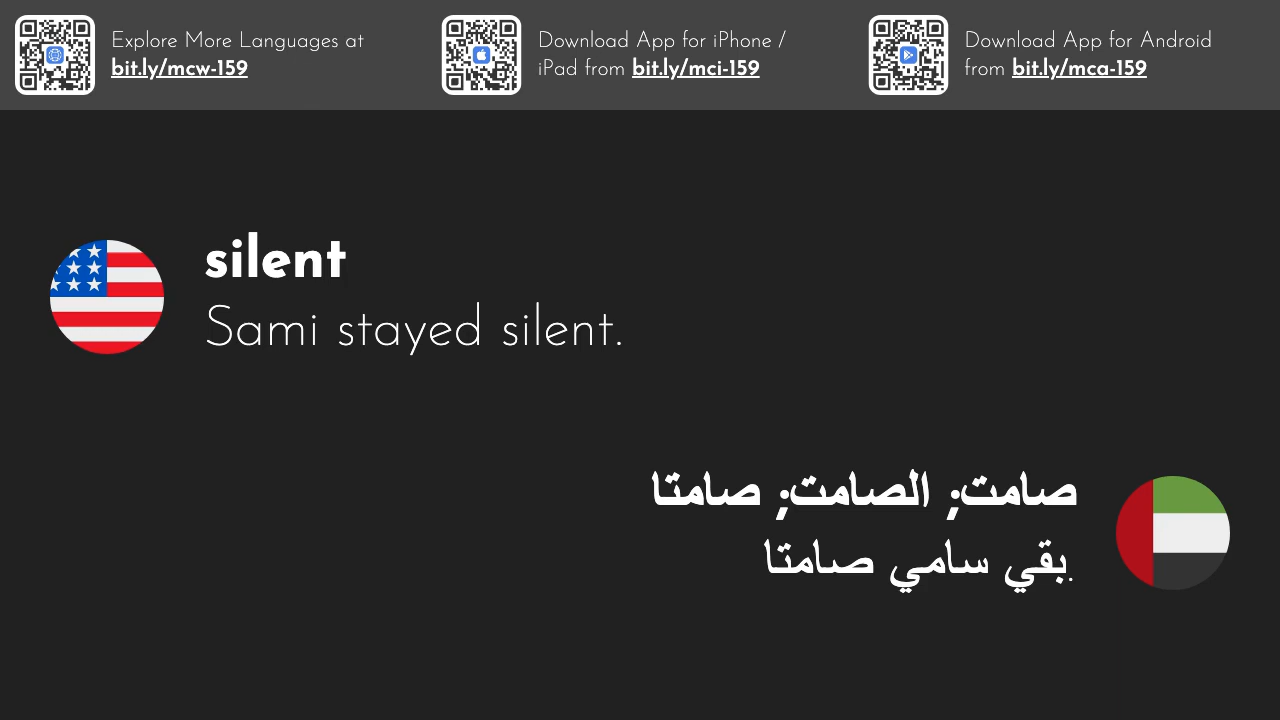 Explore More Languages at
bit.ly/mcw-159
Download App for iPhone /
iPad from bit.ly/mci-159
Download App for Android
from bit.ly/mca-159
silent
Sami stayed silent.
صامت; الصامت; صامتا
بقي سامي صامتا.